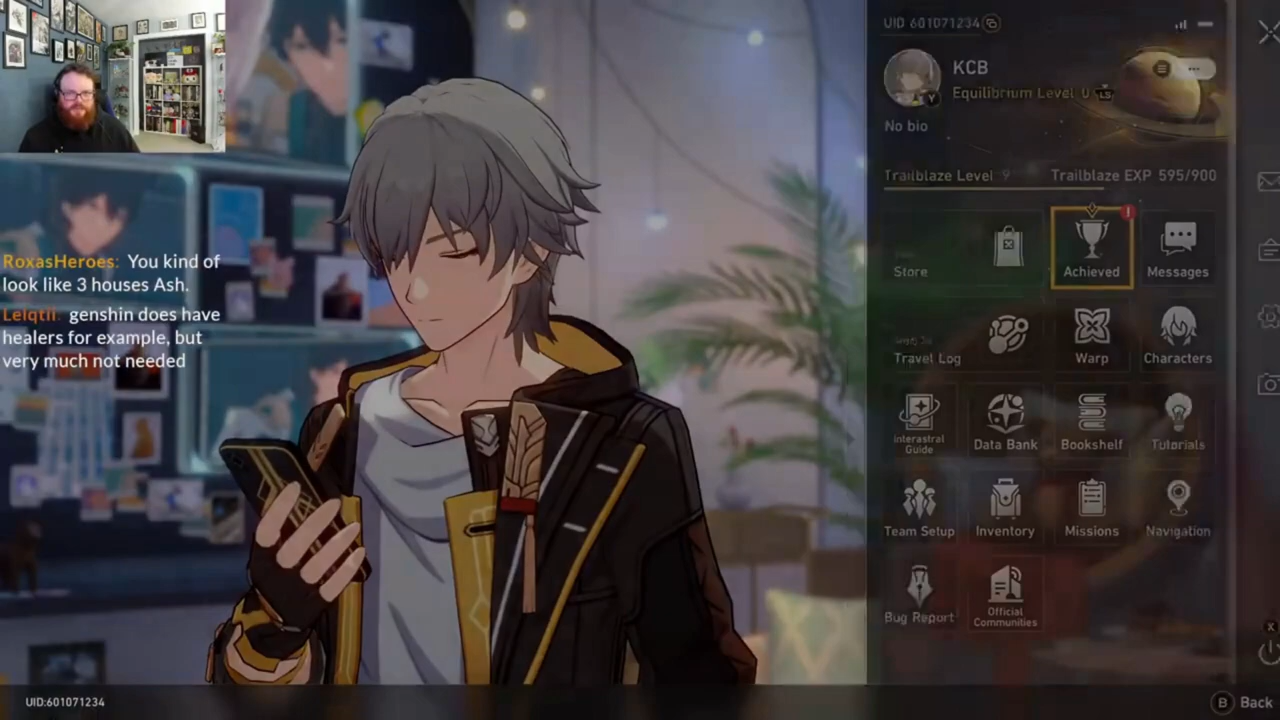 RoxasHeroes: You kind of
look like 3 houses Ash.
Leiqtii: genshin does have
healers for example, but
very much not needed
UID 601071234
KCB
Equilibrium Level 0
No bio
Trailblaze Level 9 Trailblaze EXP 595/900
Store Achieved Messages
Travel Log Warp Characters
Interastral
Guide
Data Bank Bookshelf Tutorials
Team Setup Inventory Missions Navigation
Bug Report
Official
Communities
X
UID:601071234
B Back